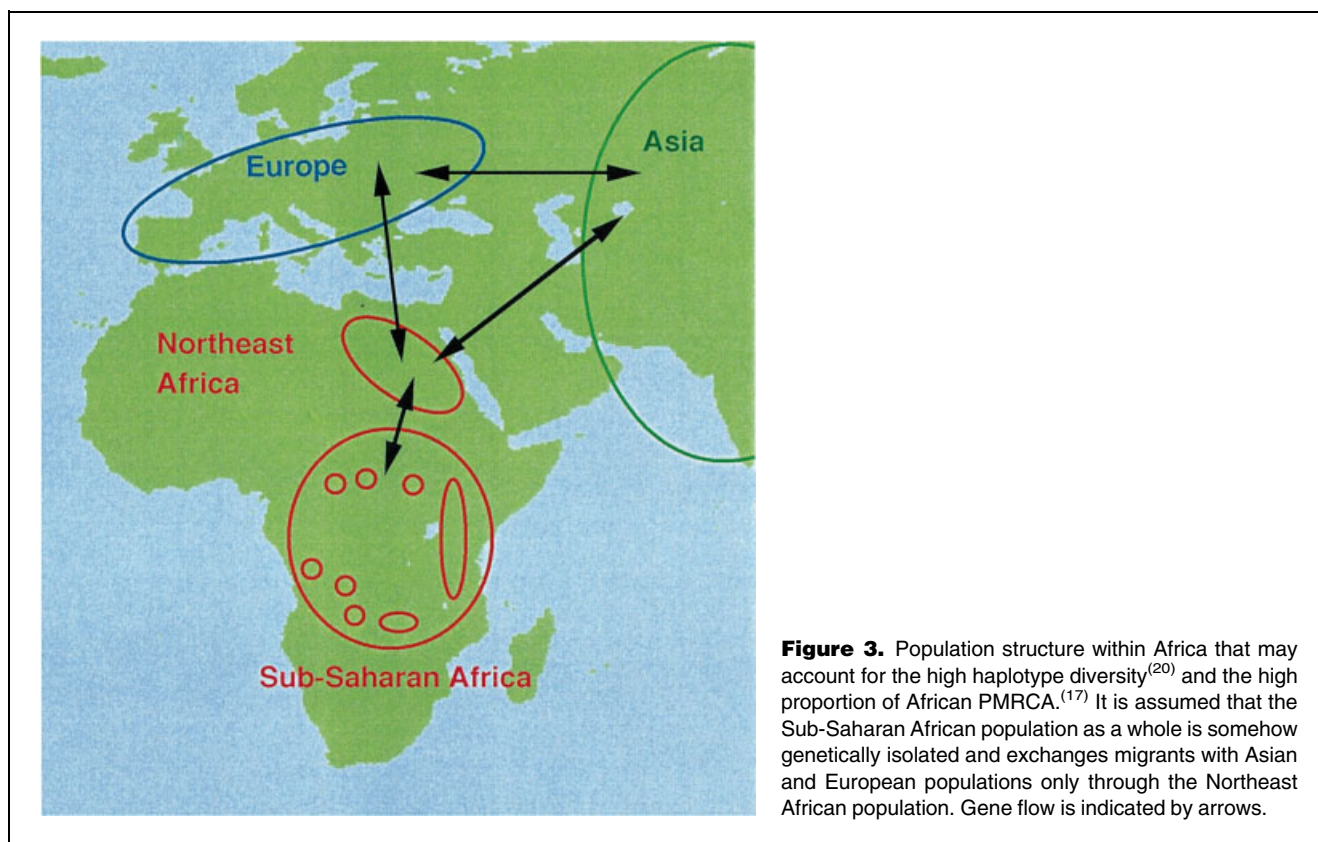 Europe
Asia
Northeast
Africa
Sub-Saharan Africa
Figure 3. Population structure within Africa that may
account for the high haplotype diversity(20) and the high
proportion of African PMRCA.(17) It is assumed that the
Sub-Saharan African population as a whole is somehow
genetically isolated and exchanges migrants with Asian
and European populations only through the Northeast
African population. Gene flow is indicated by arrows.